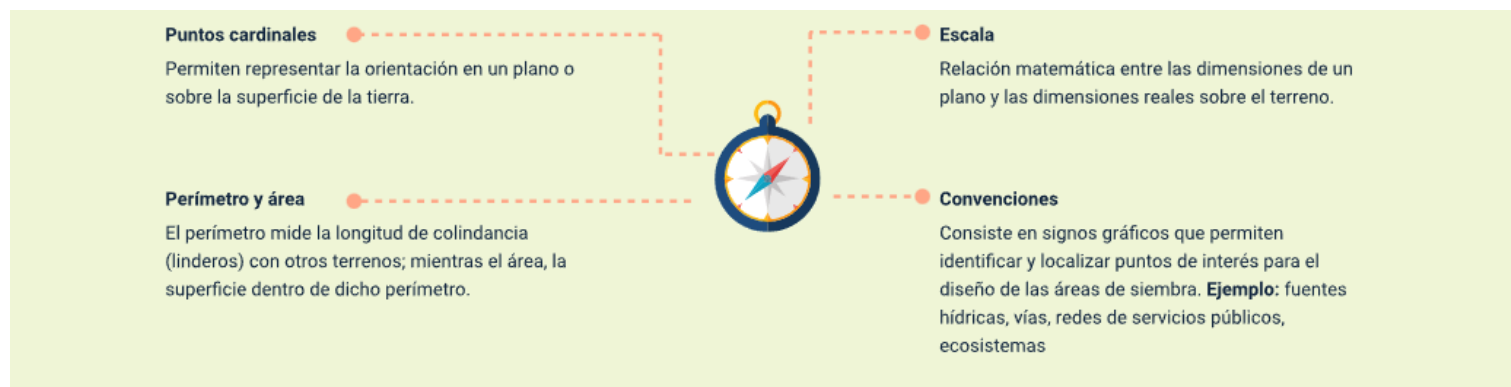 Puntos cardinales
Permiten representar la orientación en un plano o
sobre la superficie de la tierra.
Escala
Relación matemática entre las dimensiones de un
plano y las dimensiones reales sobre el terreno.
Perímetro y área
El perímetro mide la longitud de colindancia
(linderos) con otros terrenos; mientras el área, la
superficie dentro de dicho perímetro.
Convenciones
Consiste en signos gráficos que permiten
identificar y localizar puntos de interés para el
diseño de las áreas de siembra. Ejemplo: fuentes
hídricas, vías, redes de servicios públicos,
ecosistemas